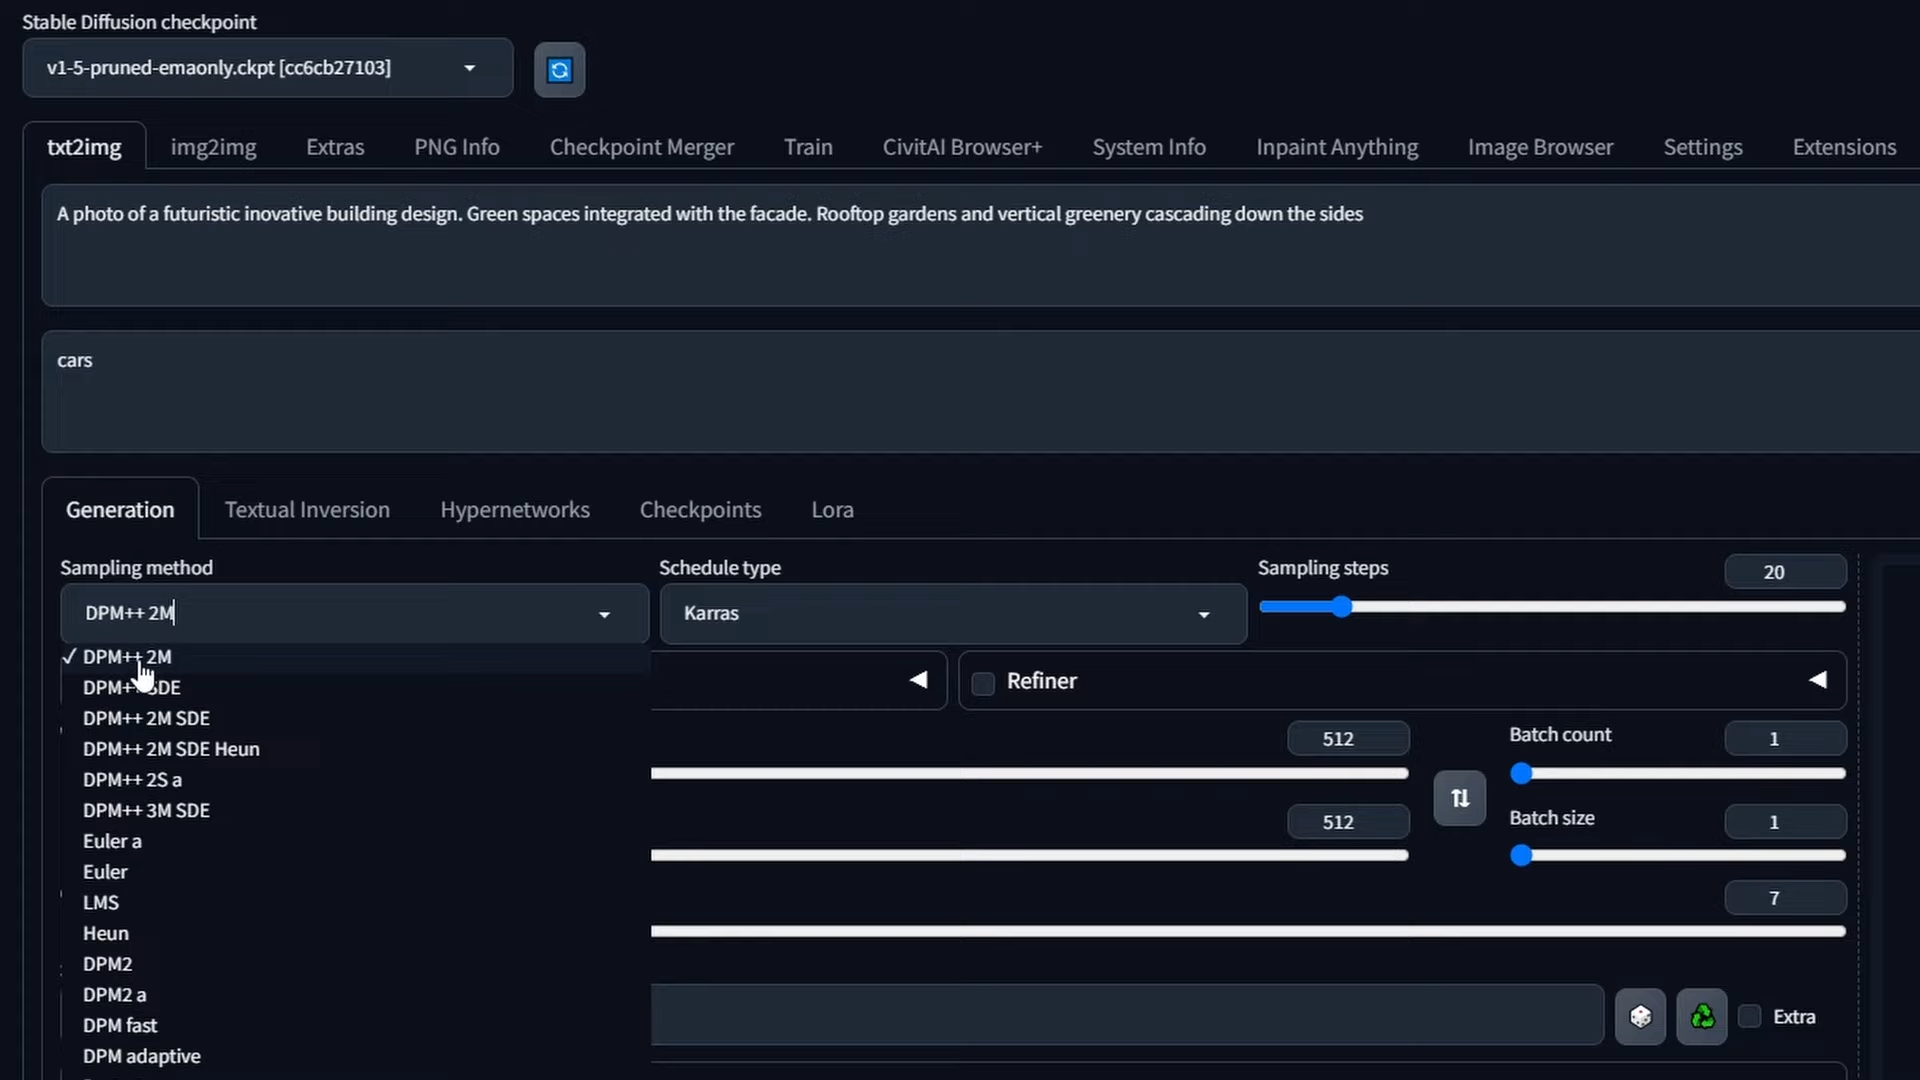 Stable Diffusion checkpoint
v1-5-pruned-emaonly.ckpt [cc6cb27103]
txt2img img2img Extras PNG Info Checkpoint Merger Train CivitAI Browser+ System Info Inpaint Anything Image Browser Settings Extensions
A photo of a futuristic inovative building design. Green spaces integrated with the facade. Rooftop gardens and vertical greenery cascading down the sides
cars
Generation Textual Inversion Hypernetworks Checkpoints Lora
Sampling method Schedule type Sampling steps 20
DPM++ 2M Karras
✓ DPM++ 2M
Refiner
DPM++ SDE
DPM++ 2M SDE
512 Batch count 1
DPM++ 2M SDE Heun
DPM++ 2S a
DPM++ 3M SDE
512 Batch size 1
Euler a
Euler
LMS 7
Heun
DPM2
DPM2 a
Extra
DPM fast
DPM adaptive